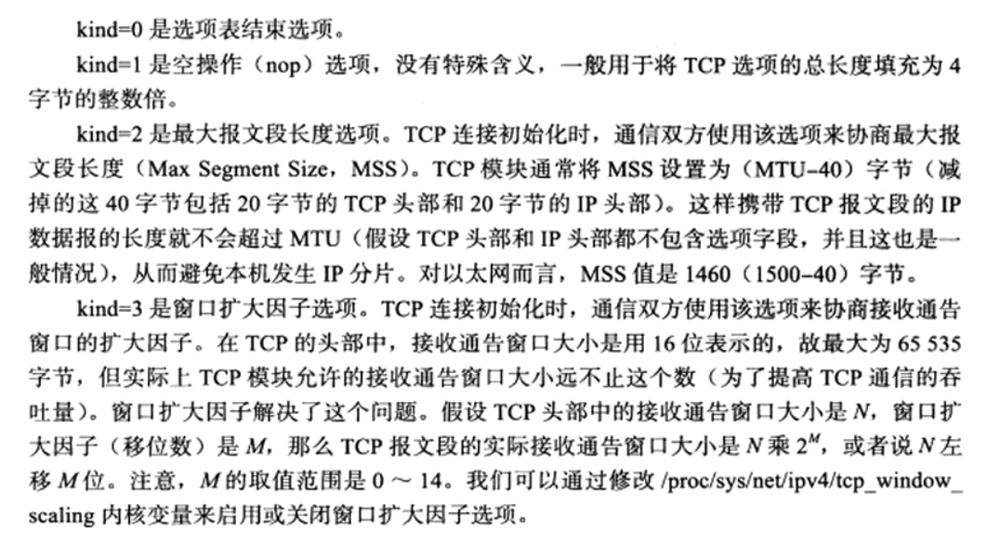 kind=0 是选项表结束选项。
kind=1 是空操作（nop）选项，没有特殊含义，一般用于将 TCP 选项的总长度填充为 4
字节的整数倍。
kind=2 是最大报文段长度选项。TCP 连接初始化时，通信双方使用该选项来协商最大报
文段长度（Max Segment Size，MSS）。TCP 模块通常将 MSS 设置为（MTU–40）字节（减
掉的这 40 字节包括 20 字节的 TCP 头部和 20 字节的 IP 头部）。这样携带 TCP 报文段的 IP
数据报的长度就不会超过 MTU（假设 TCP 头部和 IP 头部都不包含选项字段，并且这也是一
般情况），从而避免本机发生 IP 分片。对以太网而言，MSS 值是 1460（1500–40）字节。
kind=3 是窗口扩大因子选项。TCP 连接初始化时，通信双方使用该选项来协商接收通告
窗口的扩大因子。在 TCP 的头部中，接收通告窗口大小是用 16 位表示的，故最大为 65 535
字节，但实际上 TCP 模块允许的接收通告窗口大小远不止这个数（为了提高 TCP 通信的吞
吐量）。窗口扩大因子解决了这个问题。假设 TCP 头部中的接收通告窗口大小是 N，窗口扩
大因子（移位数）是 M，那么 TCP 报文段的实际接收通告窗口大小是 N 乘 2^M，或者说 N 左
移 M 位。注意，M 的取值范围是 0 ～ 14。我们可以通过修改 /proc/sys/net/ipv4/tcp_window_
scaling 内核变量来启用或关闭窗口扩大因子选项。